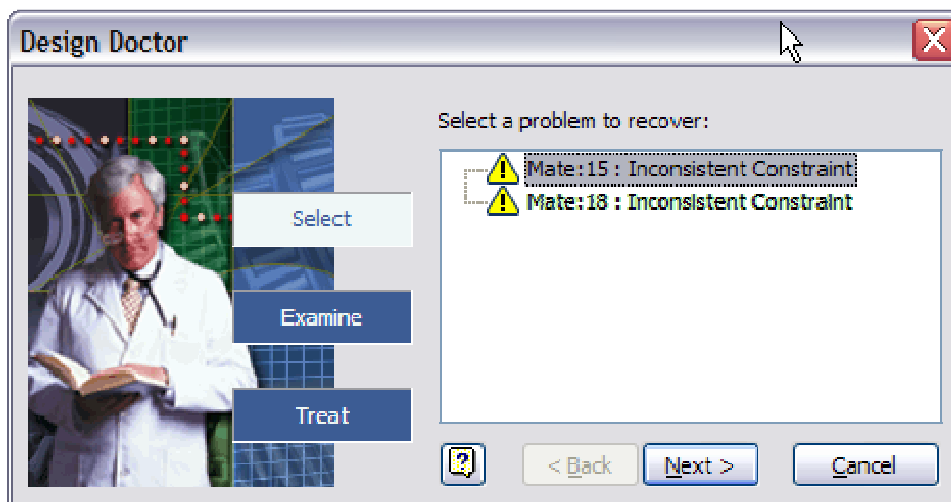 Design Doctor
Select a problem to recover:
Mate:15 : Inconsistent Constraint
Mate:18 : Inconsistent Constraint
Select
Examine
Treat
< Back
Next >
Cancel